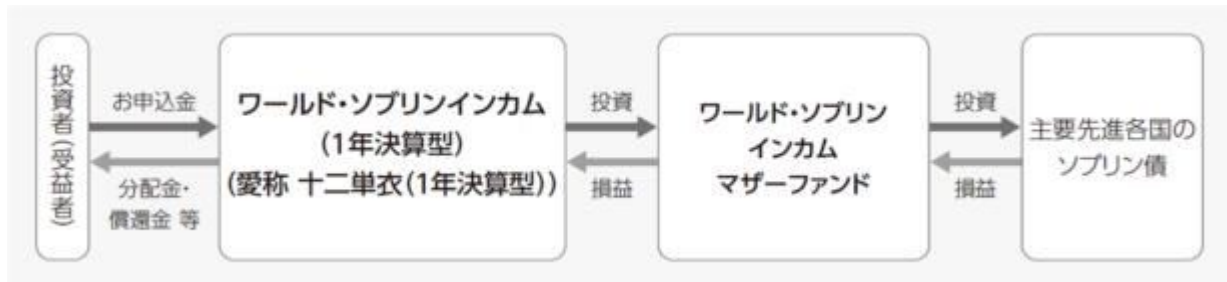 投資者(受益者)
お申込金
分配金・
償還金 等
ワールド・ソブリンインカム
(1年決算型)
(愛称 十二単衣(1年決算型))
投資
損益
ワールド・ソブリン
インカム
マザーファンド
投資
損益
主要先進各国の
ソブリン債